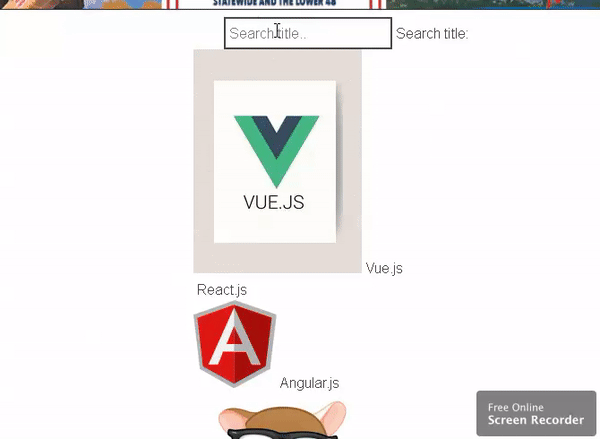 STATEWIDE AND THE LOWER 48
Search title.. Search title:
VUE.JS
Vue.js
React.js
A
Angular.js
Free Online
Screen Recorder